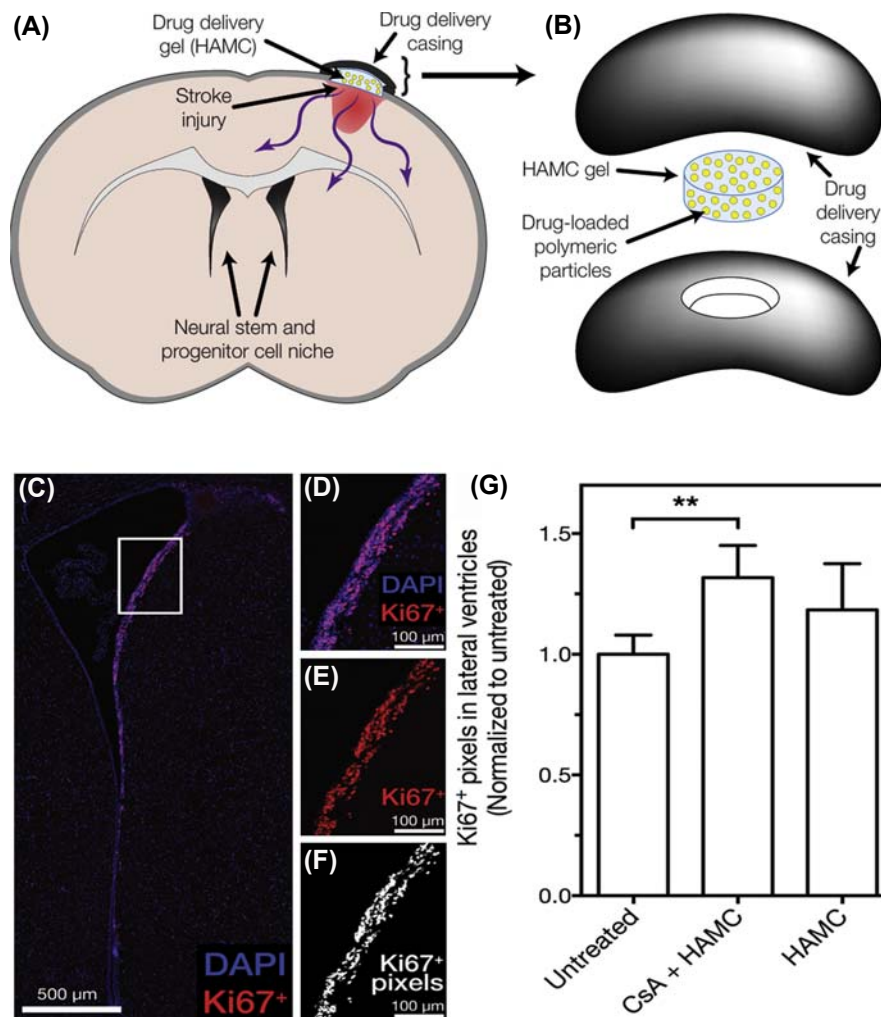 (A)
Drug delivery
gel (HAMC)
Drug delivery
casing
Stroke
injury
Neural stem and
progenitor cell niche
(B)
HAMC gel
Drug-loaded
polymeric
particles
Drug
delivery
casing
(C)
500 μm
DAPI
Ki67+
(D)
DAPI
Ki67+
100 μm
(E)
Ki67+
100 μm
(F)
Ki67+
pixels
100 μm
(G)
Ki67+ pixels in lateral ventricles
(Normalized to untreated)
1.5
1.0
0.5
0.0
**
Untreated
CsA + HAMC
HAMC